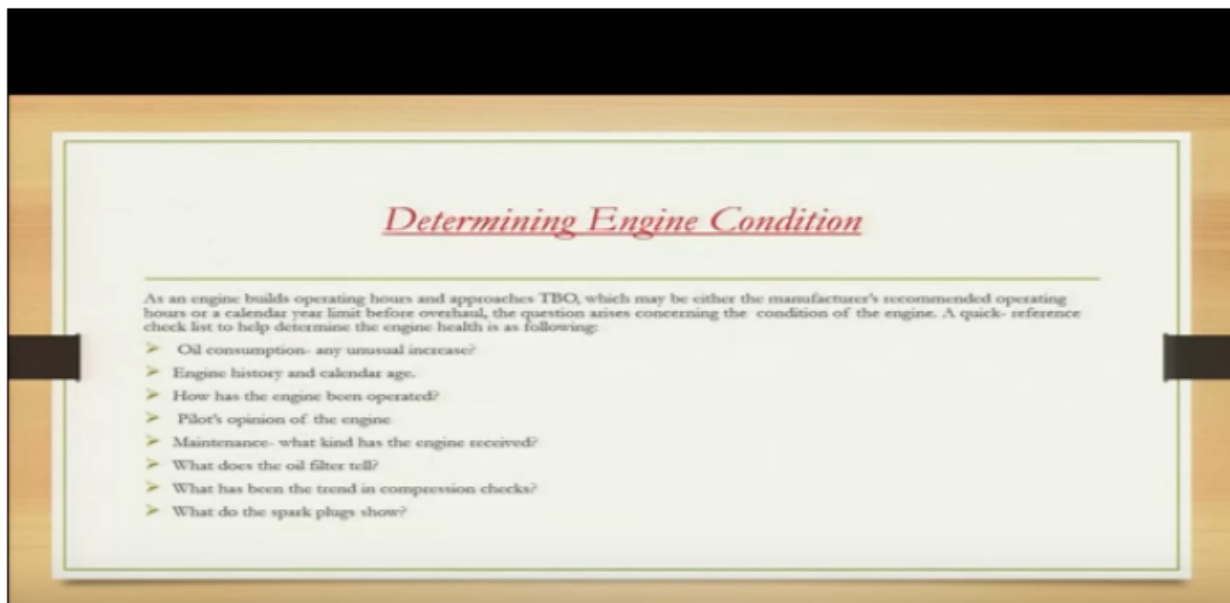 Determining Engine Condition
As an engine builds operating hours and approaches TBO, which may be either the manufacturer's recommended operating
hours or a calendar year limit before overhaul, the question arises concerning the condition of the engine. A quick- reference
check list to help determine the engine health is as following:
➢ Oil consumption- any unusual increase?
➢ Engine history and calendar age.
➢ How has the engine been operated?
➢ Pilot's opinion of the engine
➢ Maintenance- what kind has the engine received?
➢ What does the oil filter tell?
➢ What has been the trend in compression checks?
➢ What do the spark plugs show?